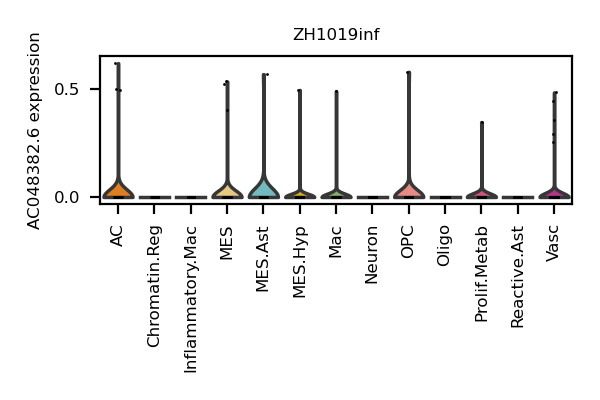 ZH1019inf
AC048382.6 expression
0.5
0.0
AC
Chromatin.Reg
Inflammatory.Mac
MES
MES.Ast
MES.Hyp
Mac
Neuron
OPC
Oligo
Prolif.Metab
Reactive.Ast
Vasc